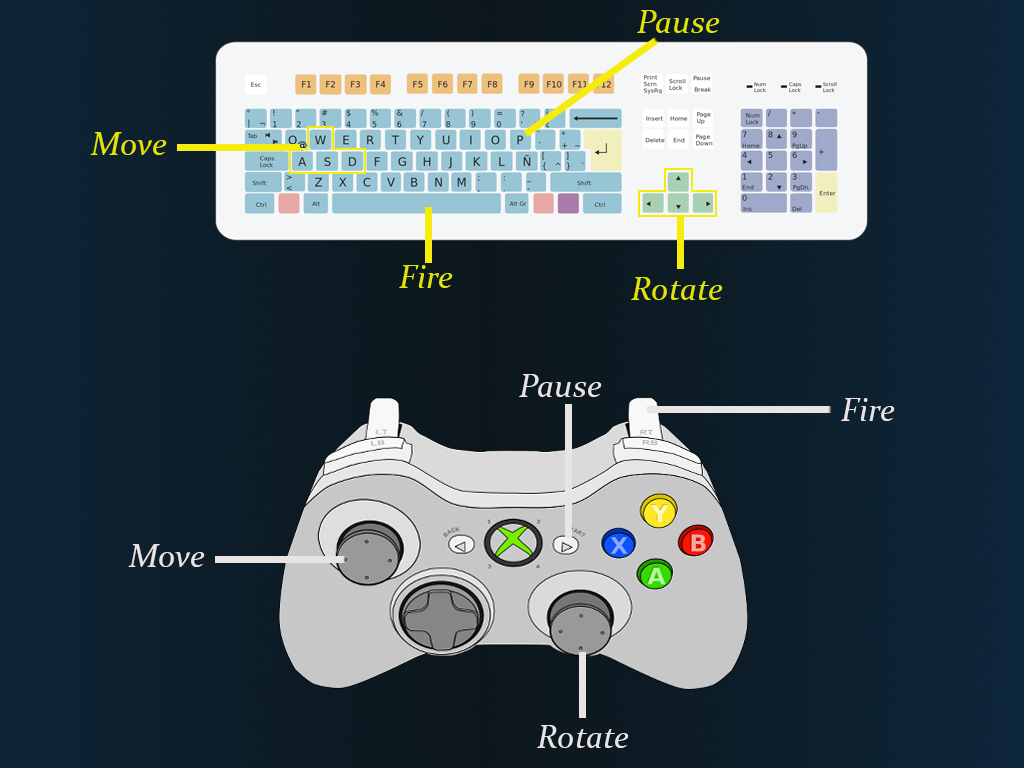 Pause
Esc F1 F2 F3 F4 F5 F6 F7 F8 F9 F10 F11 F12
Print Scrn SysRq
Scroll Lock
Pause Break
Num Lock
Caps Lock
Scroll Lock
1 2 3 4 5 6 7 8 9 0
Insert Home Page Up
Num Lock / * -
Move
Tab Q @ W E R T Y U I O P
Delete End Page Down
7 Home 8 9 PgUp +
Caps Lock A S D F G H J K L Ñ
4 5 6
Shift > < Z X C V B N M Shift
1 End 2 3 PgDn Enter
Ctrl Alt Alt Gr Ctrl
0 Ins . Del
Fire
Rotate
Pause
Fire
LT
LB
RT
RB
BACK
1 2
3 4
Y
X
B
A
Move
Rotate